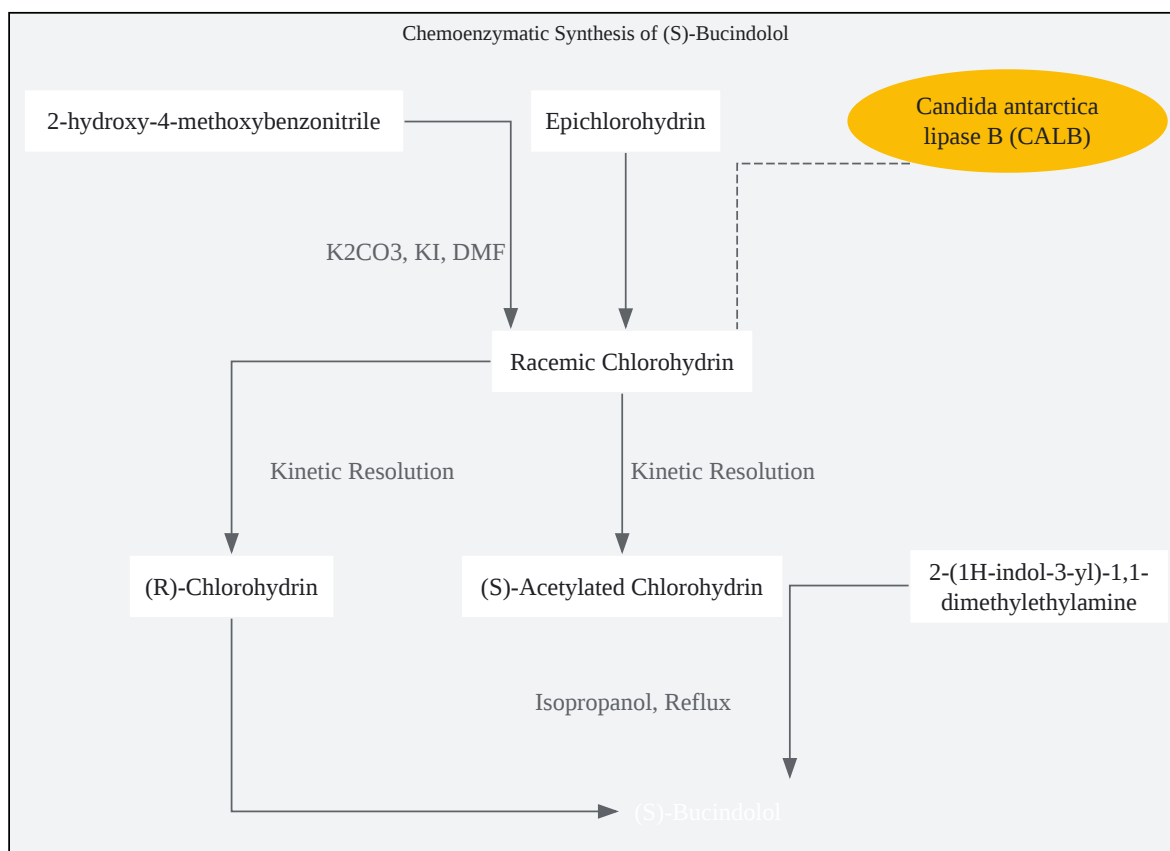 Chemoenzymatic Synthesis of (S)-Bucindolol
2-hydroxy-4-methoxybenzonitrile
Epichlorohydrin
Candida antarctica
lipase B (CALB)
K2CO3, KI, DMF
Racemic Chlorohydrin
Kinetic Resolution
Kinetic Resolution
(R)-Chlorohydrin
(S)-Acetylated Chlorohydrin
2-(1H-indol-3-yl)-1,1-
dimethylethylamine
Isopropanol, Reflux
(S)-Bucindolol